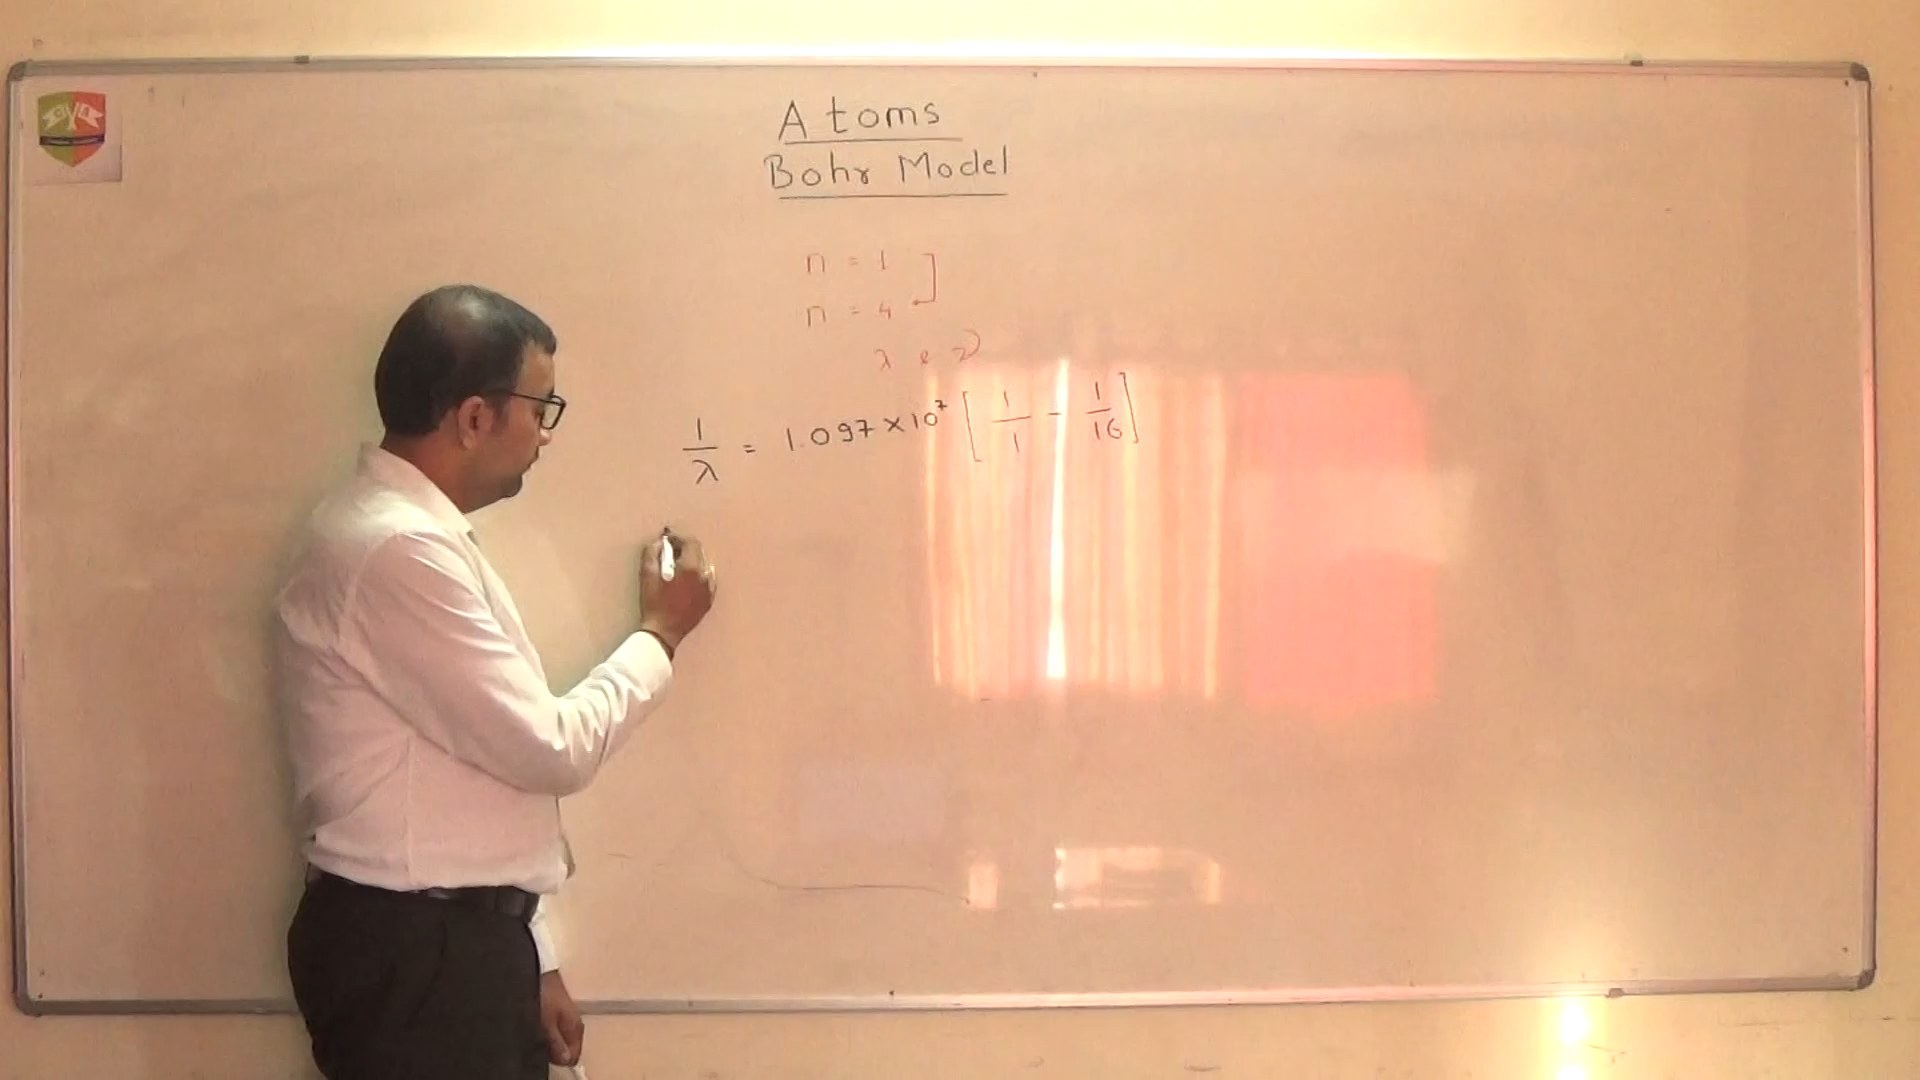 Atoms
Bohr Model
n = 1
n = 4
λ & ν
1/λ = 1.097 × 10⁷ [ 1/1 - 1/16 ]